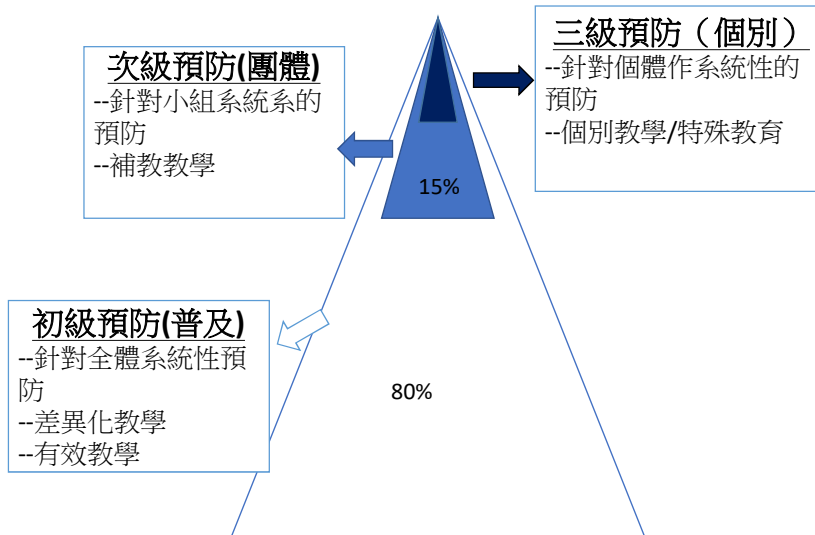 次級預防(團體)
--針對小組系統系的
預防
--補教教學
三級預防（個別）
--針對個體作系統性的
預防
--個別教學/特殊教育
15%
初級預防(普及)
--針對全體系統性預
防
--差異化教學
--有效教學
80%